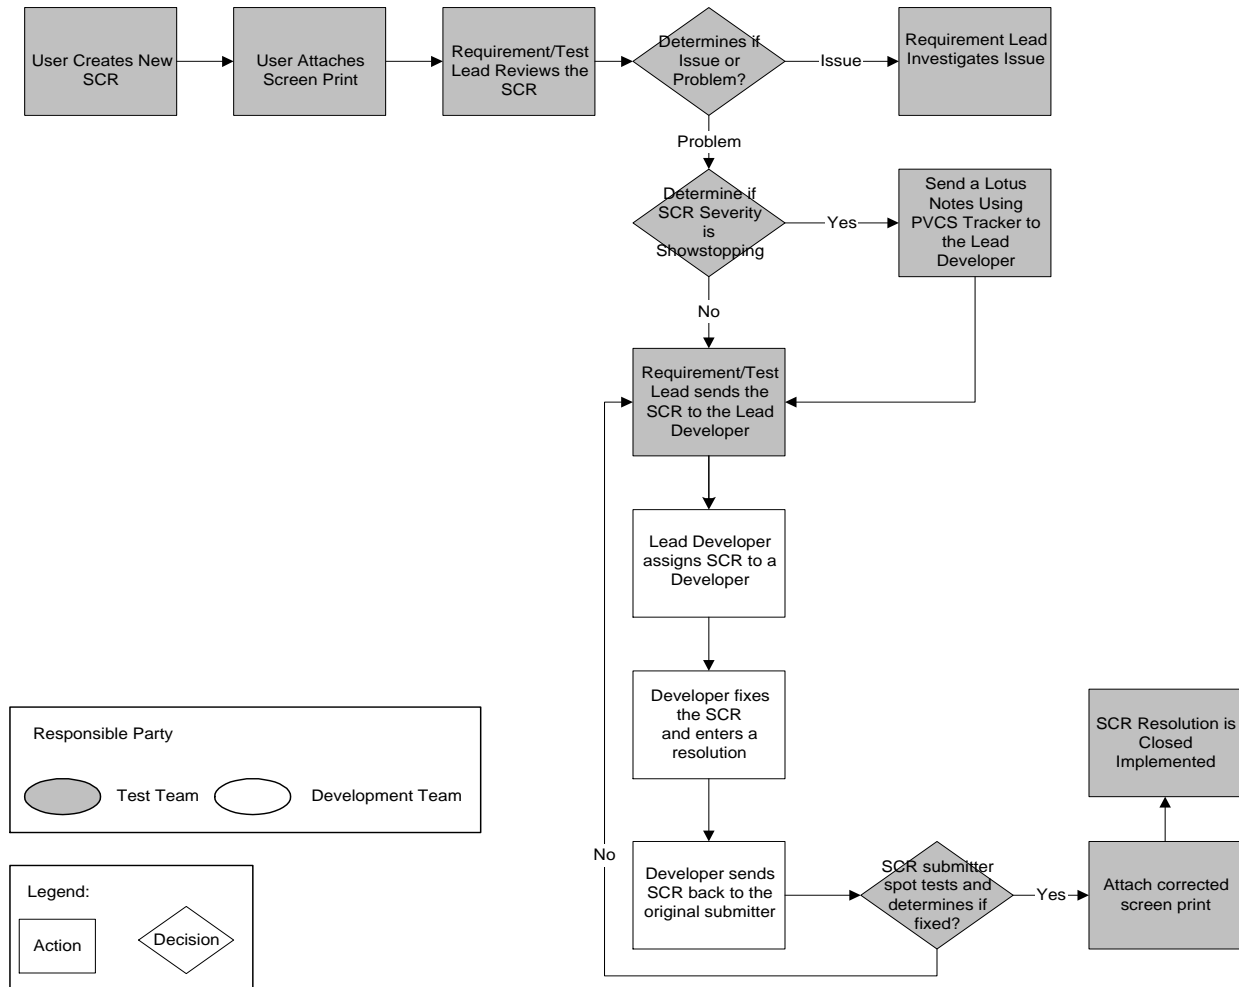 User Creates New
SCR
User Attaches
Screen Print
Requirement/Test
Lead Reviews the
SCR
Determines if
Issue or
Problem?
Issue
Requirement Lead
Investigates Issue
Problem
Determine if
SCR Severity
is
Showstopping
Yes
Send a Lotus
Notes Using
PVCS Tracker to
the Lead
Developer
No
Requirement/Test
Lead sends the
SCR to the Lead
Developer
Lead Developer
assigns SCR to a
Developer
Developer fixes
the SCR
and enters a
resolution
SCR Resolution is
Closed
Implemented
Responsible Party
Test Team
Development Team
No
Developer sends
SCR back to the
original submitter
SCR submitter
spot tests and
determines if
fixed?
Yes
Attach corrected
screen print
Legend:
Action
Decision